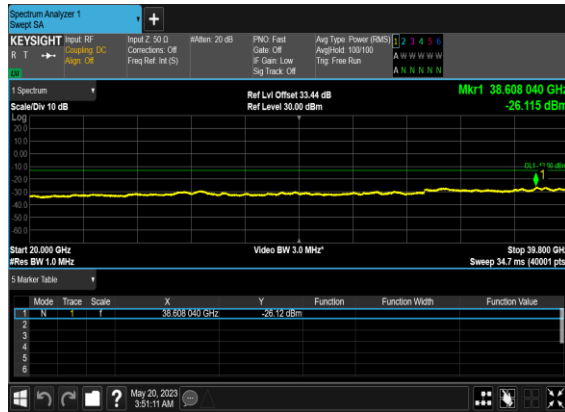 Spectrum Analyzer 1
Swept SA
KEYSIGHT
R T
LW
Input: RF
Coupling: DC
Align: Off
Input Z: 50 Ω
Corrections: Off
Freq Ref: Int (S)
#Atten: 20 dB
PNO: Fast
Gate: Off
IF Gain: Low
Sig Track: Off
Avg Type: Power (RMS)
Avg|Hold: 100/100
Trig: Free Run
1 2 3 4 5 6
A W W W W W
A N N N N N
1 Spectrum
Scale/Div 10 dB
Ref Lvl Offset 33.44 dB
Ref Level 30.00 dBm
Mkr1 38.608 040 GHz
-26.115 dBm
Log
20.0
10.0
0.00
-10.0
-20.0
-30.0
-40.0
-50.0
-60.0
DL1 -13.00 dBm
1
Start 20.000 GHz
#Res BW 1.0 MHz
Video BW 3.0 MHz*
Stop 39.800 GH
Sweep 34.7 ms (40001 pts
5 Marker Table
Mode Trace Scale X Y Function Function Width Function Value
1 N 1 f 38.608 040 GHz -26.12 dBm
2
3
4
5
6
?
May 20, 2023
3:51:11 AM